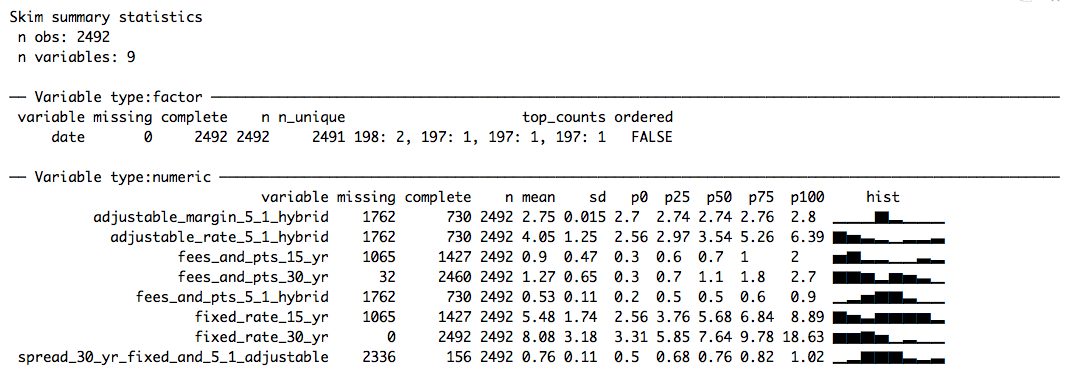 Skim summary statistics
n obs: 2492
n variables: 9
── Variable type:factor ──
variable missing complete n n_unique top_counts ordered
date 0 2492 2492 2491 198: 2, 197: 1, 197: 1, 197: 1 FALSE
── Variable type:numeric ──
variable missing complete n mean sd p0 p25 p50 p75 p100 hist
adjustable_margin_5_1_hybrid 1762 730 2492 2.75 0.015 2.7 2.74 2.74 2.76 2.8
adjustable_rate_5_1_hybrid 1762 730 2492 4.05 1.25 2.56 2.97 3.54 5.26 6.39
fees_and_pts_15_yr 1065 1427 2492 0.9 0.47 0.3 0.6 0.7 1 2
fees_and_pts_30_yr 32 2460 2492 1.27 0.65 0.3 0.7 1.1 1.8 2.7
fees_and_pts_5_1_hybrid 1762 730 2492 0.53 0.11 0.2 0.5 0.5 0.6 0.9
fixed_rate_15_yr 1065 1427 2492 5.48 1.74 2.56 3.76 5.68 6.84 8.89
fixed_rate_30_yr 0 2492 2492 8.08 3.18 3.31 5.85 7.64 9.78 18.63
spread_30_yr_fixed_and_5_1_adjustable 2336 156 2492 0.76 0.11 0.5 0.68 0.76 0.82 1.02